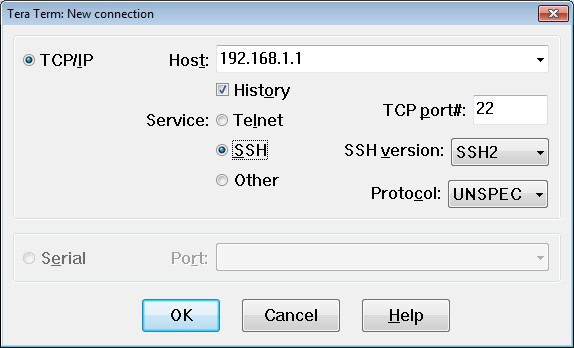 Tera Term: New connection
TCP/IP Host: 192.168.1.1
History
TCP port#: 22
Service: Telnet
SSH SSH version: SSH2
Other
Protocol: UNSPEC
Serial Port:
OK Cancel Help